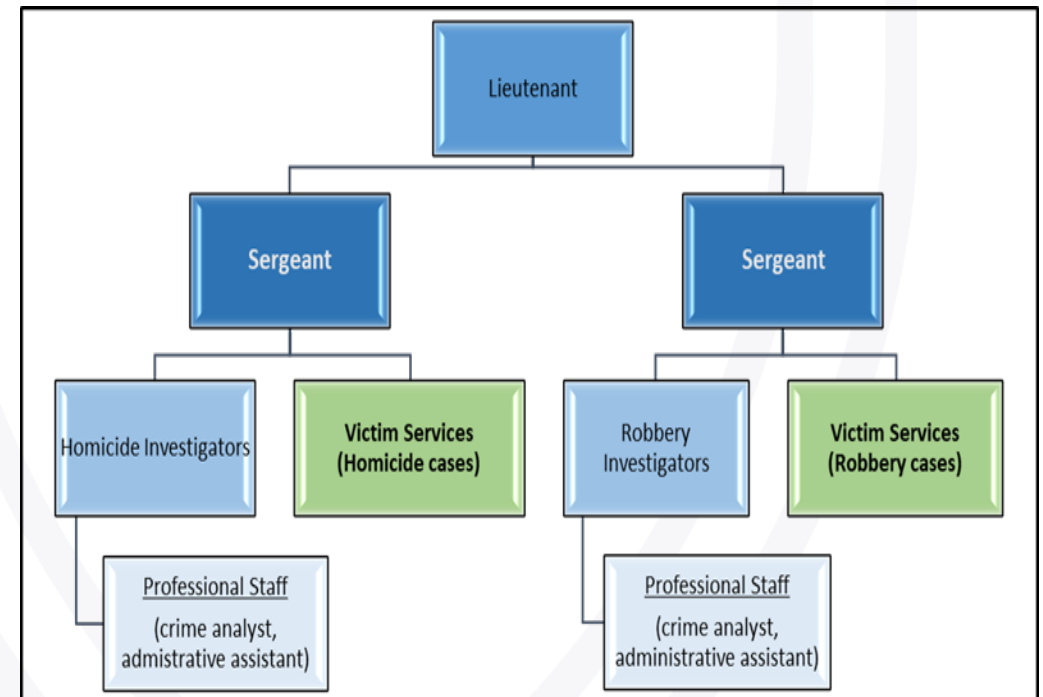 Lieutenant
Sergeant
Sergeant
Homicide Investigators
Victim Services
(Homicide cases)
Robbery
Investigators
Victim Services
(Robbery cases)
Professional Staff
(crime analyst,
admistrative assistant)
Professional Staff
(crime analyst,
administrative assistant)